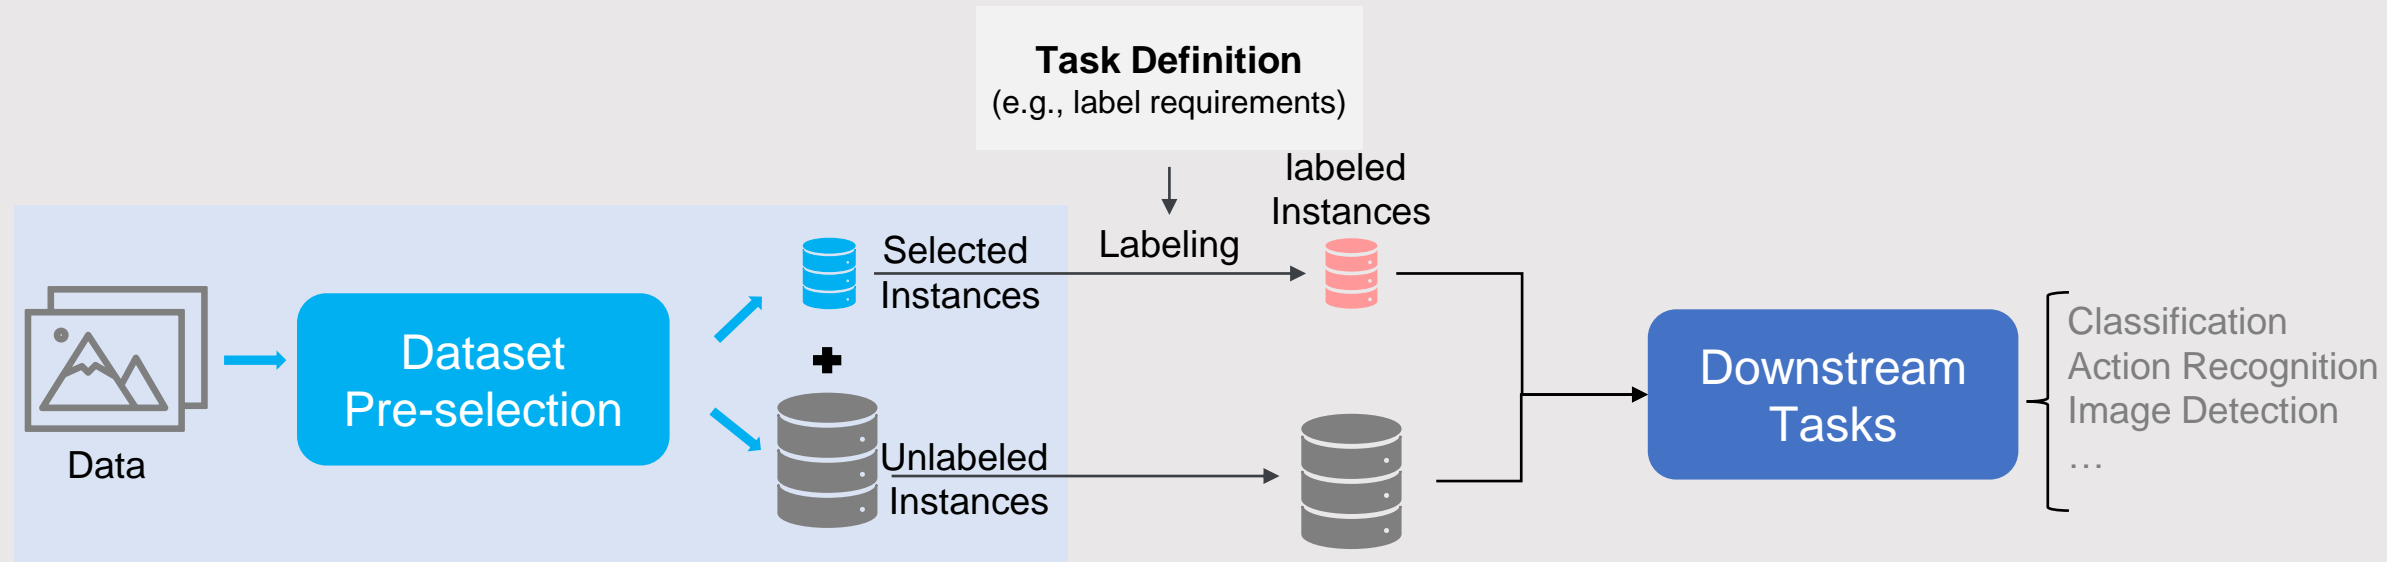 Task Definition
(e.g., label requirements)
labeled
Instances
Labeling
Selected
Instances
Dataset
Pre-selection
Data
Unlabeled
Instances
Downstream
Tasks
Classification
Action Recognition
Image Detection
…